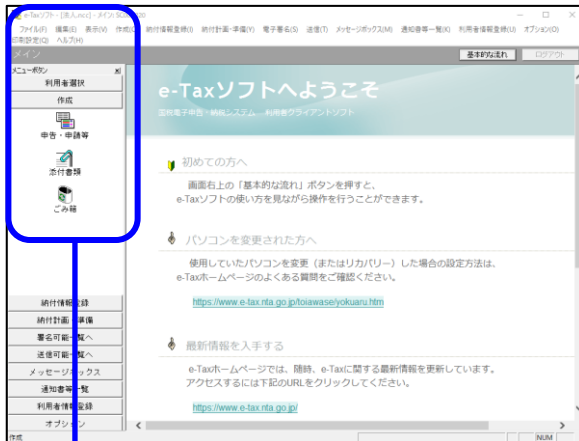 e-Taxソフト - [法人.ncc] - メイン:
ファイル(F) 編集(E) 表示(V) 作成(C) 納付情報登録(I) 納付計画・準備(Y) 電子署名(S) 送信(T) メッセージボックス(M) 通知書等一覧(K) 利用者情報登録(U) オプション(O)
印刷設定(Q) ヘルプ(H)
メイン
基本的な流れ
ログアウト
メニューボタン
利用者選択
作成
申告・申請等
添付書類
ごみ箱
納付情報登録
納付計画 準備
署名可能一覧へ
送信可能一覧へ
メッセージボックス
通知書等一覧
利用者情報登録
オプション
e-Taxソフトへようこそ
国税電子申告・納税システム 利用者クライアントソフト
初めての方へ
画面右上の「基本的な流れ」ボタンを押すと、
e-Taxソフトの使い方を見ながら操作を行うことができます。
パソコンを変更された方へ
使用していたパソコンを変更（またはリカバリー）した場合の設定方法は、
e-Taxホームページのよくある質問をご確認ください。
https://www.e-tax.nta.go.jp/toiawase/yokuaru.htm
最新情報を入手する
e-Taxホームページでは、随時、e-Taxに関する最新情報を更新しています。
アクセスするには下記のURLをクリックしてください。
https://www.e-tax.nta.go.jp/
作成
NUM